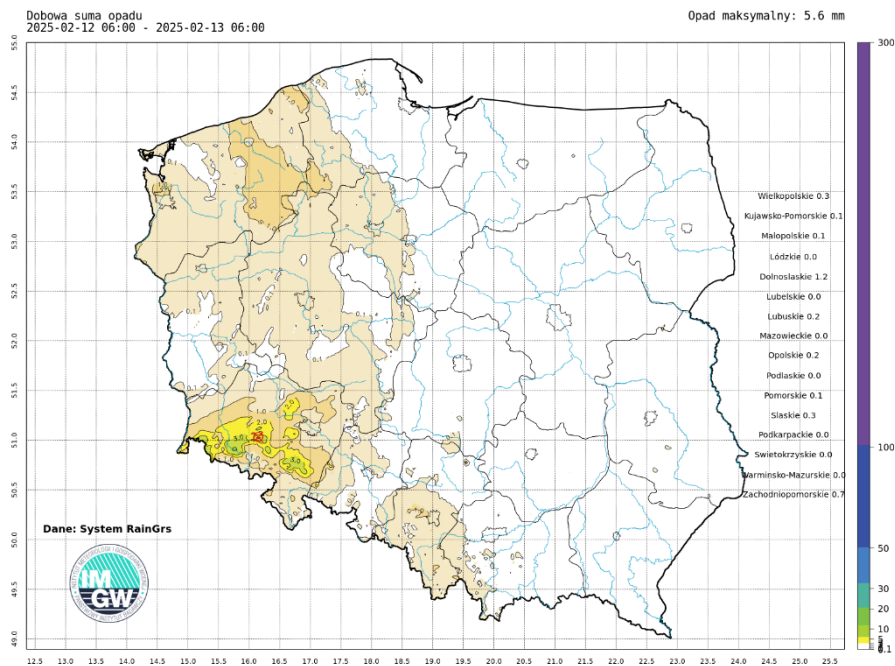 Dobowa suma opadu
2025-02-12 06:00 - 2025-02-13 06:00
Opad maksymalny: 5.6 mm
55.0
54.5
54.0
53.5
53.0
52.5
52.0
51.5
51.0
50.5
50.0
49.5
49.0
Wielkopolskie 0.3
Kujawsko-Pomorskie 0.1
Malopolskie 0.1
Lódzkie 0.0
Dolnoslaskie 1.2
Lubelskie 0.0
Lubuskie 0.2
Mazowieckie 0.0
Opolskie 0.2
Podlaskie 0.0
Pomorskie 0.1
Slaskie 0.3
Podkarpackie 0.0
Swietokrzyskie 0.0
Warminsko-Mazurskie 0.0
Zachodniopomorskie 0.7
300
100
50
30
20
10
0.1
Dane: System RainGrs
IM
GW
12.5 13.0 13.5 14.0 14.5 15.0 15.5 16.0 16.5 17.0 17.5 18.0 18.5 19.0 19.5 20.0 20.5 21.0 21.5 22.0 22.5 23.0 23.5 24.0 24.5 25.0 25.5